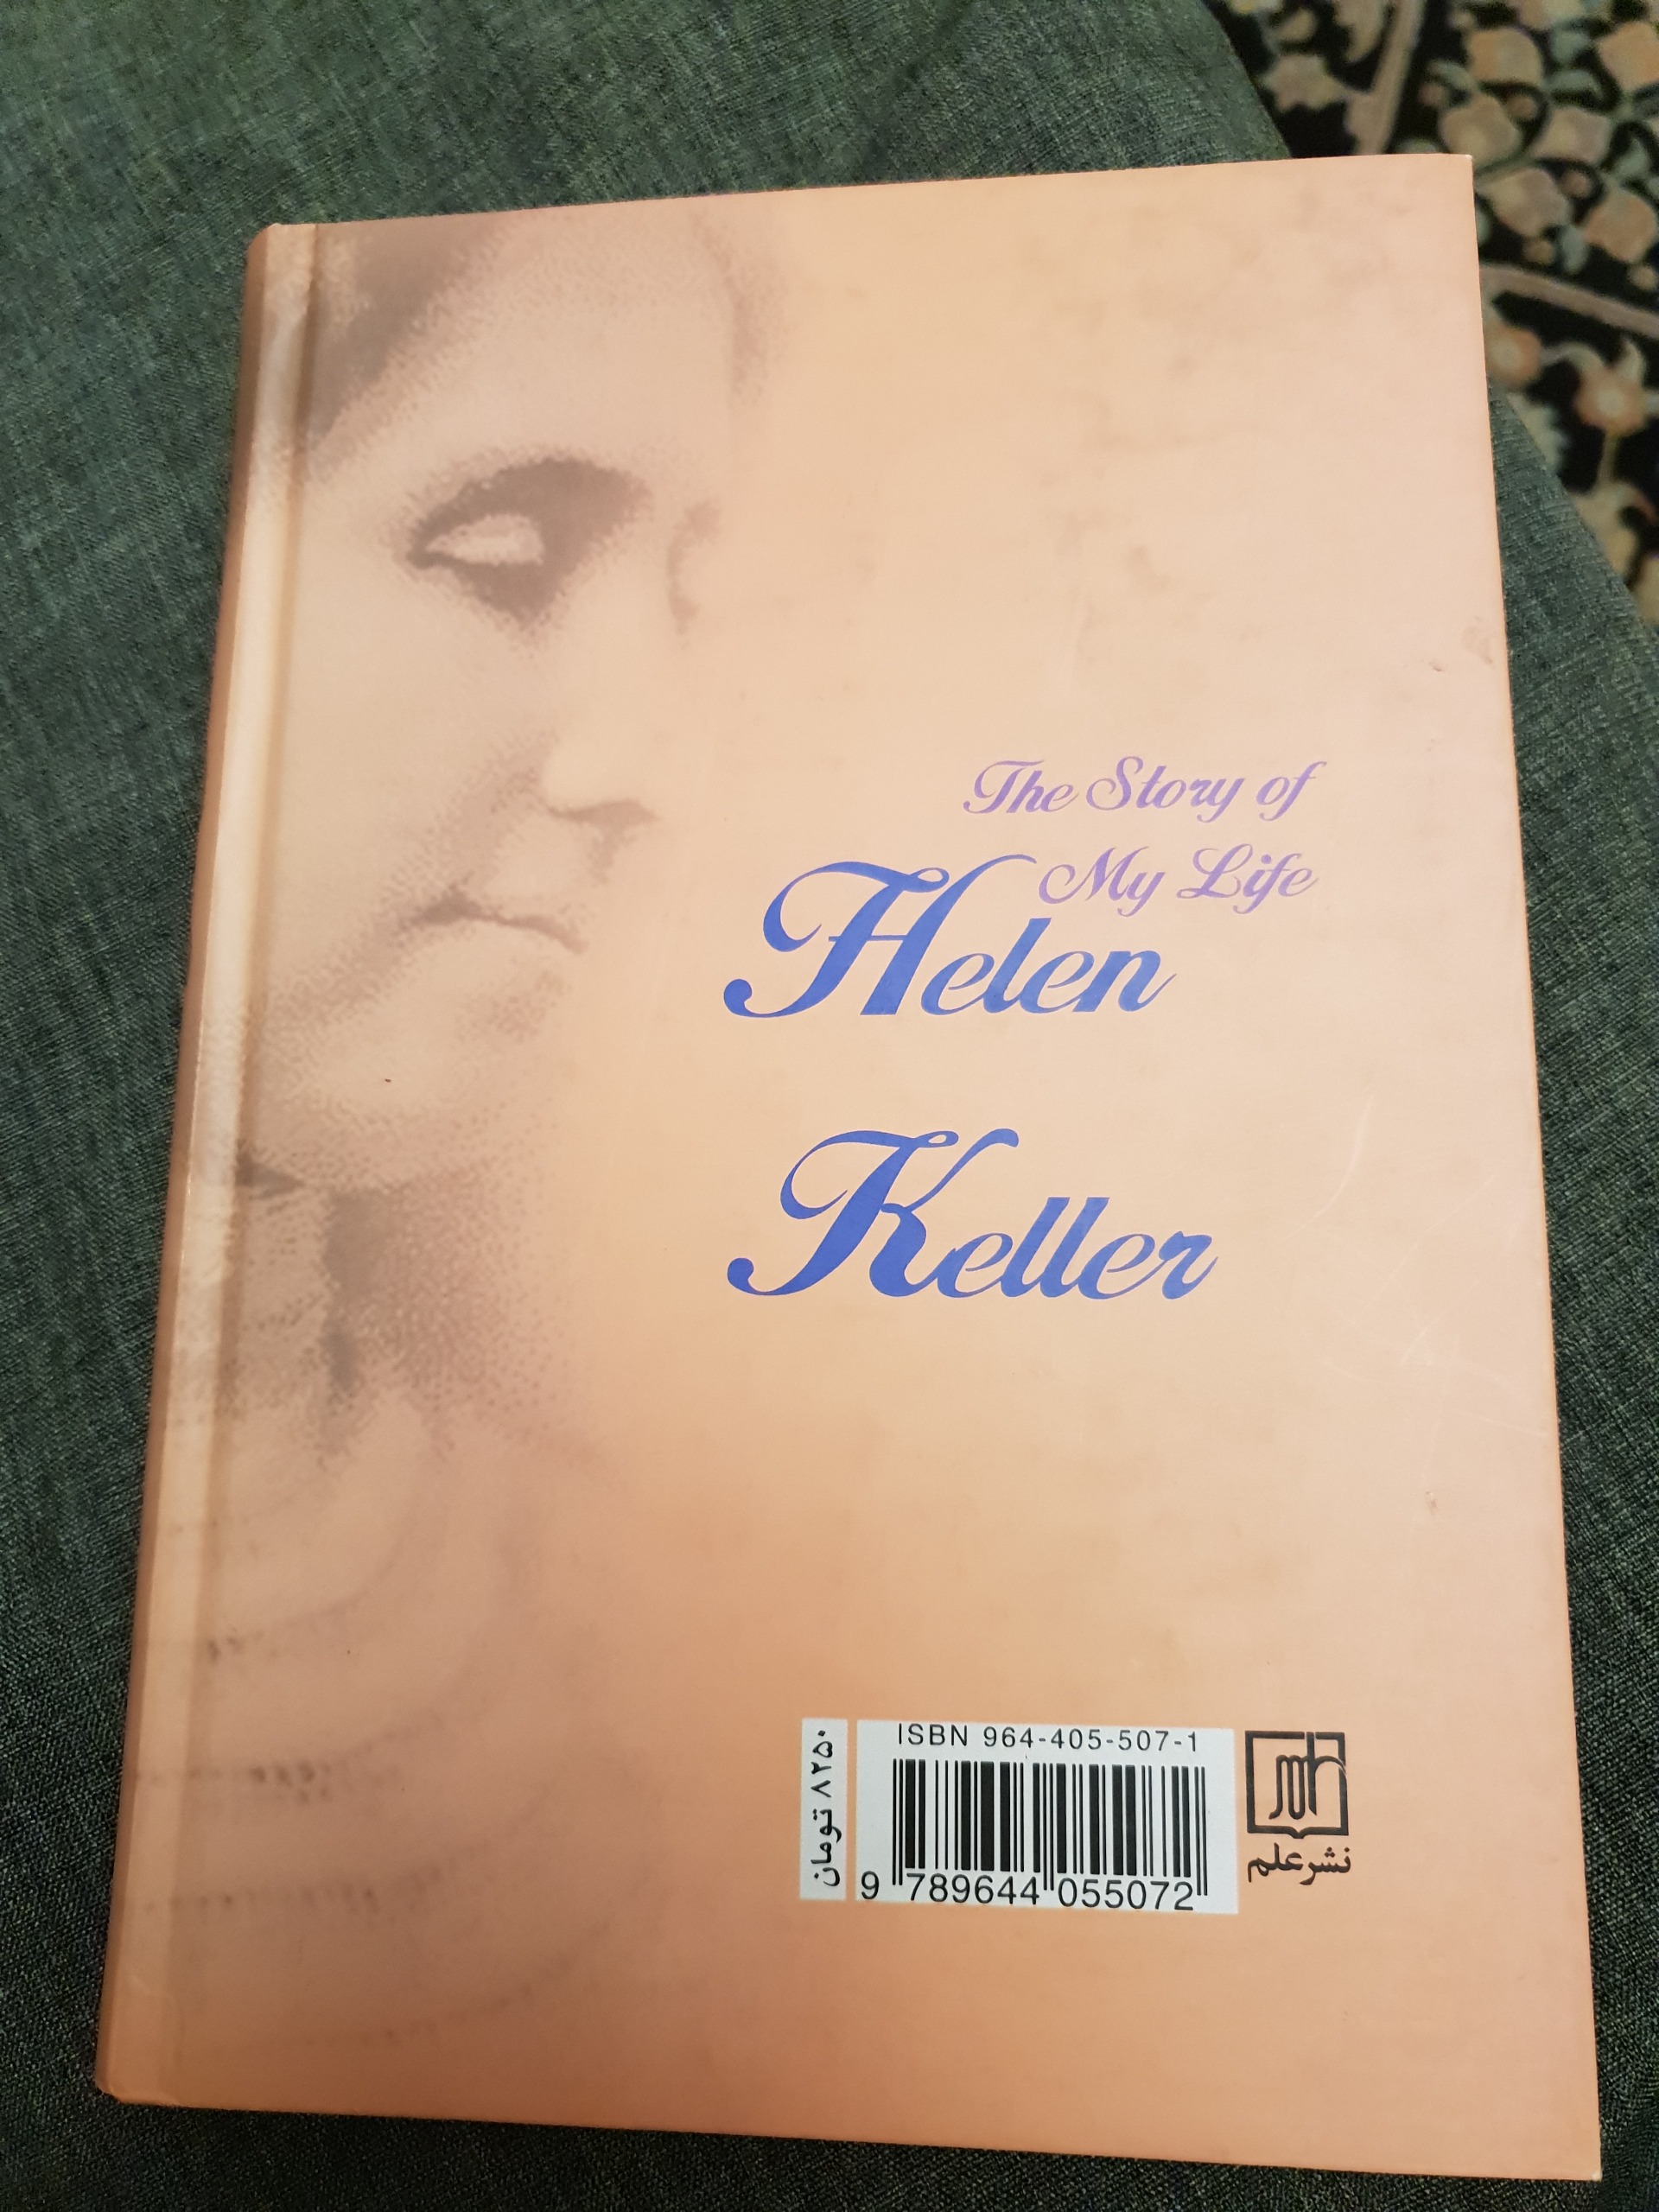 The Story of
My Life
Helen
Keller
ISBN 964-405-507-1
9 789644 055072
۸۲۵۰ تومان
نشر علم